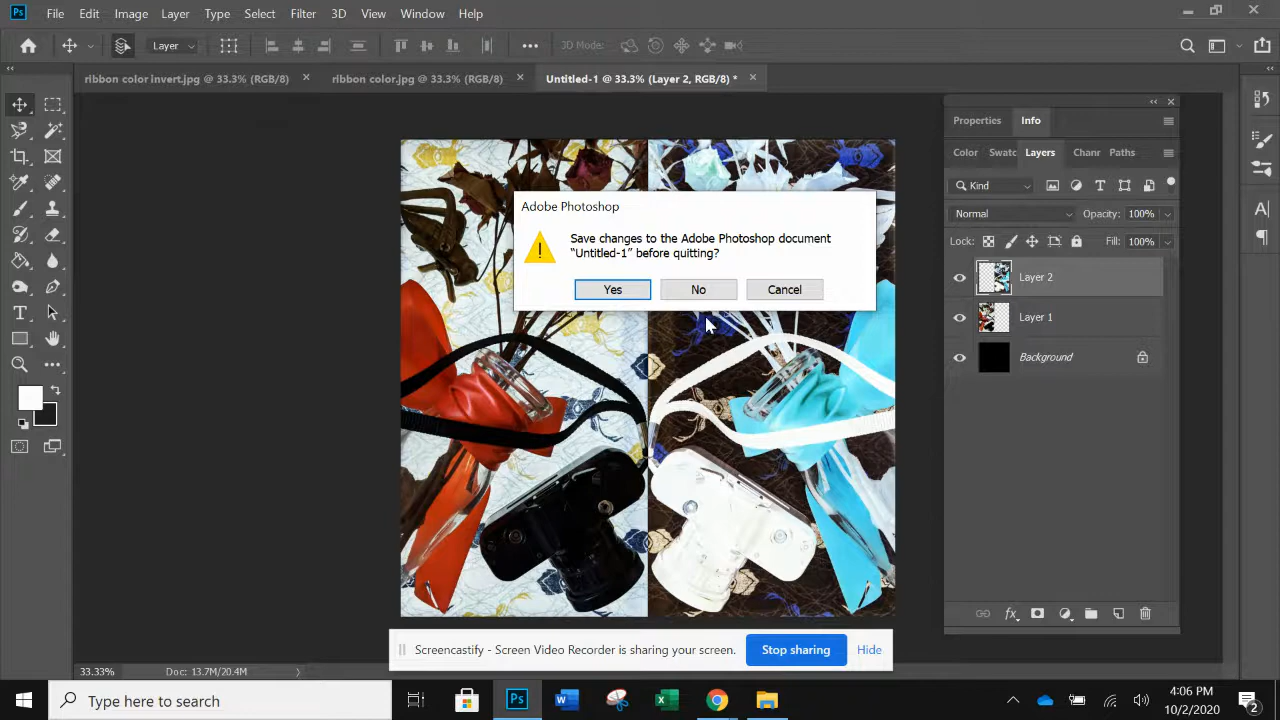 Ps File Edit Image Layer Type Select Filter 3D View Window Help
Layer 3D Mode:
ribbon color invert.jpg @ 33.3% (RGB/8) ribbon color.jpg @ 33.3% (RGB/8) Untitled-1 @ 33.3% (Layer 2, RGB/8) *
Properties Info
Color Swatc Layers Chanr Paths
Kind
Normal Opacity: 100%
Lock: Fill: 100%
Layer 2
Layer 1
Background
Adobe Photoshop
Save changes to the Adobe Photoshop document
“Untitled-1” before quitting?
Yes No Cancel
Screencastify - Screen Video Recorder is sharing your screen. Stop sharing Hide
33.33% Doc: 13.7M/20.4M
Type here to search
4:06 PM
10/2/2020
2